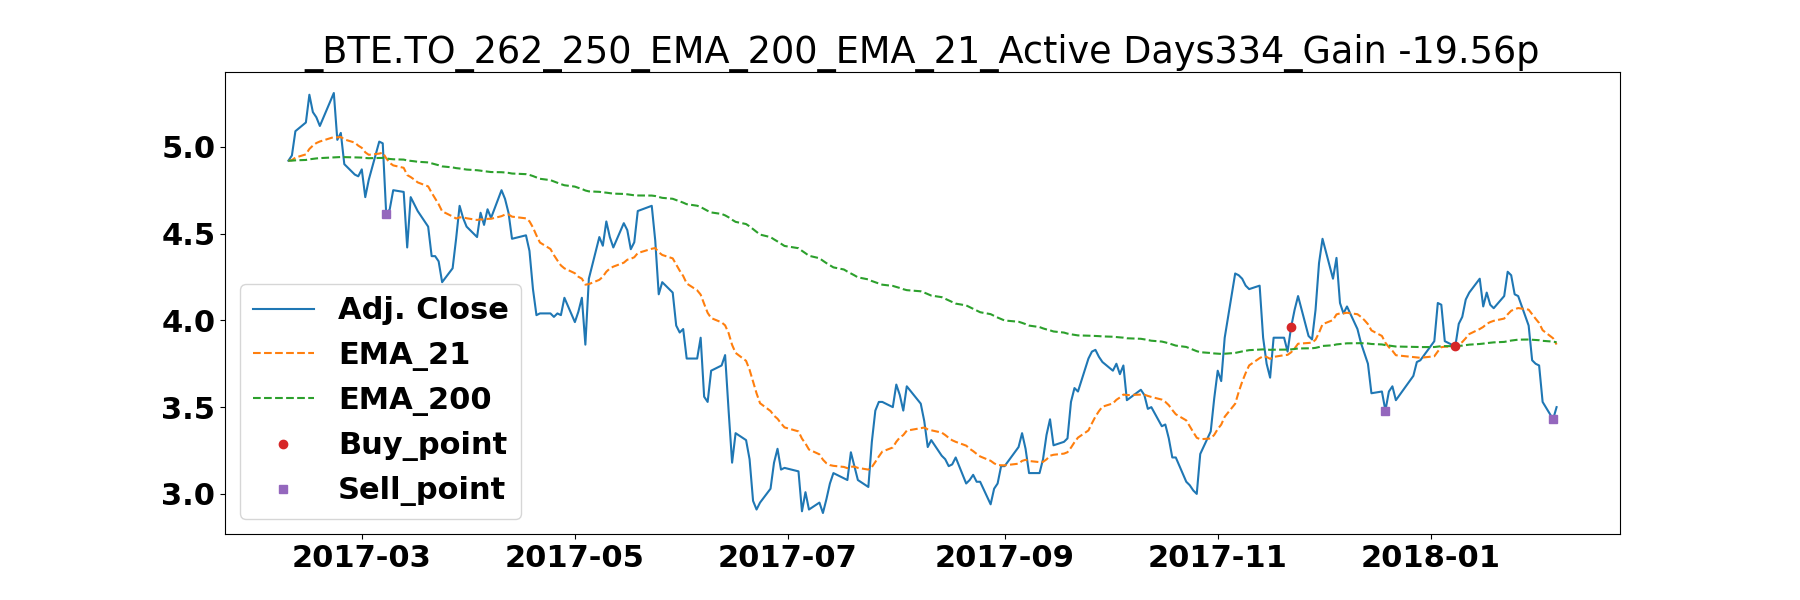 _BTE.TO_262_250_EMA_200_EMA_21_Active Days334_Gain -19.56p
5.0
4.5
4.0
3.5
3.0
Adj. Close
EMA_21
EMA_200
Buy_point
Sell_point
2017-03 2017-05 2017-07 2017-09 2017-11 2018-01